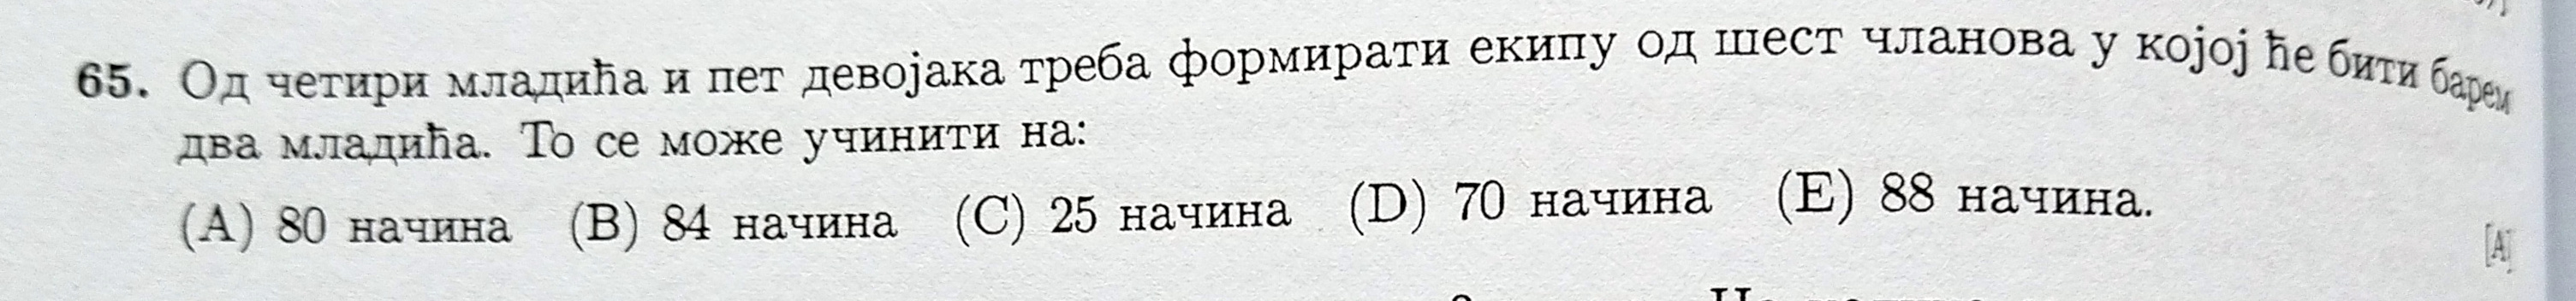 65. Од четири младића и пет девојака треба формирати екипу од шест чланова у којој ће бити барем
два младића. То се може учинити на:
(A) 80 начина (B) 84 начина (C) 25 начина (D) 70 начина (E) 88 начина.
[A]